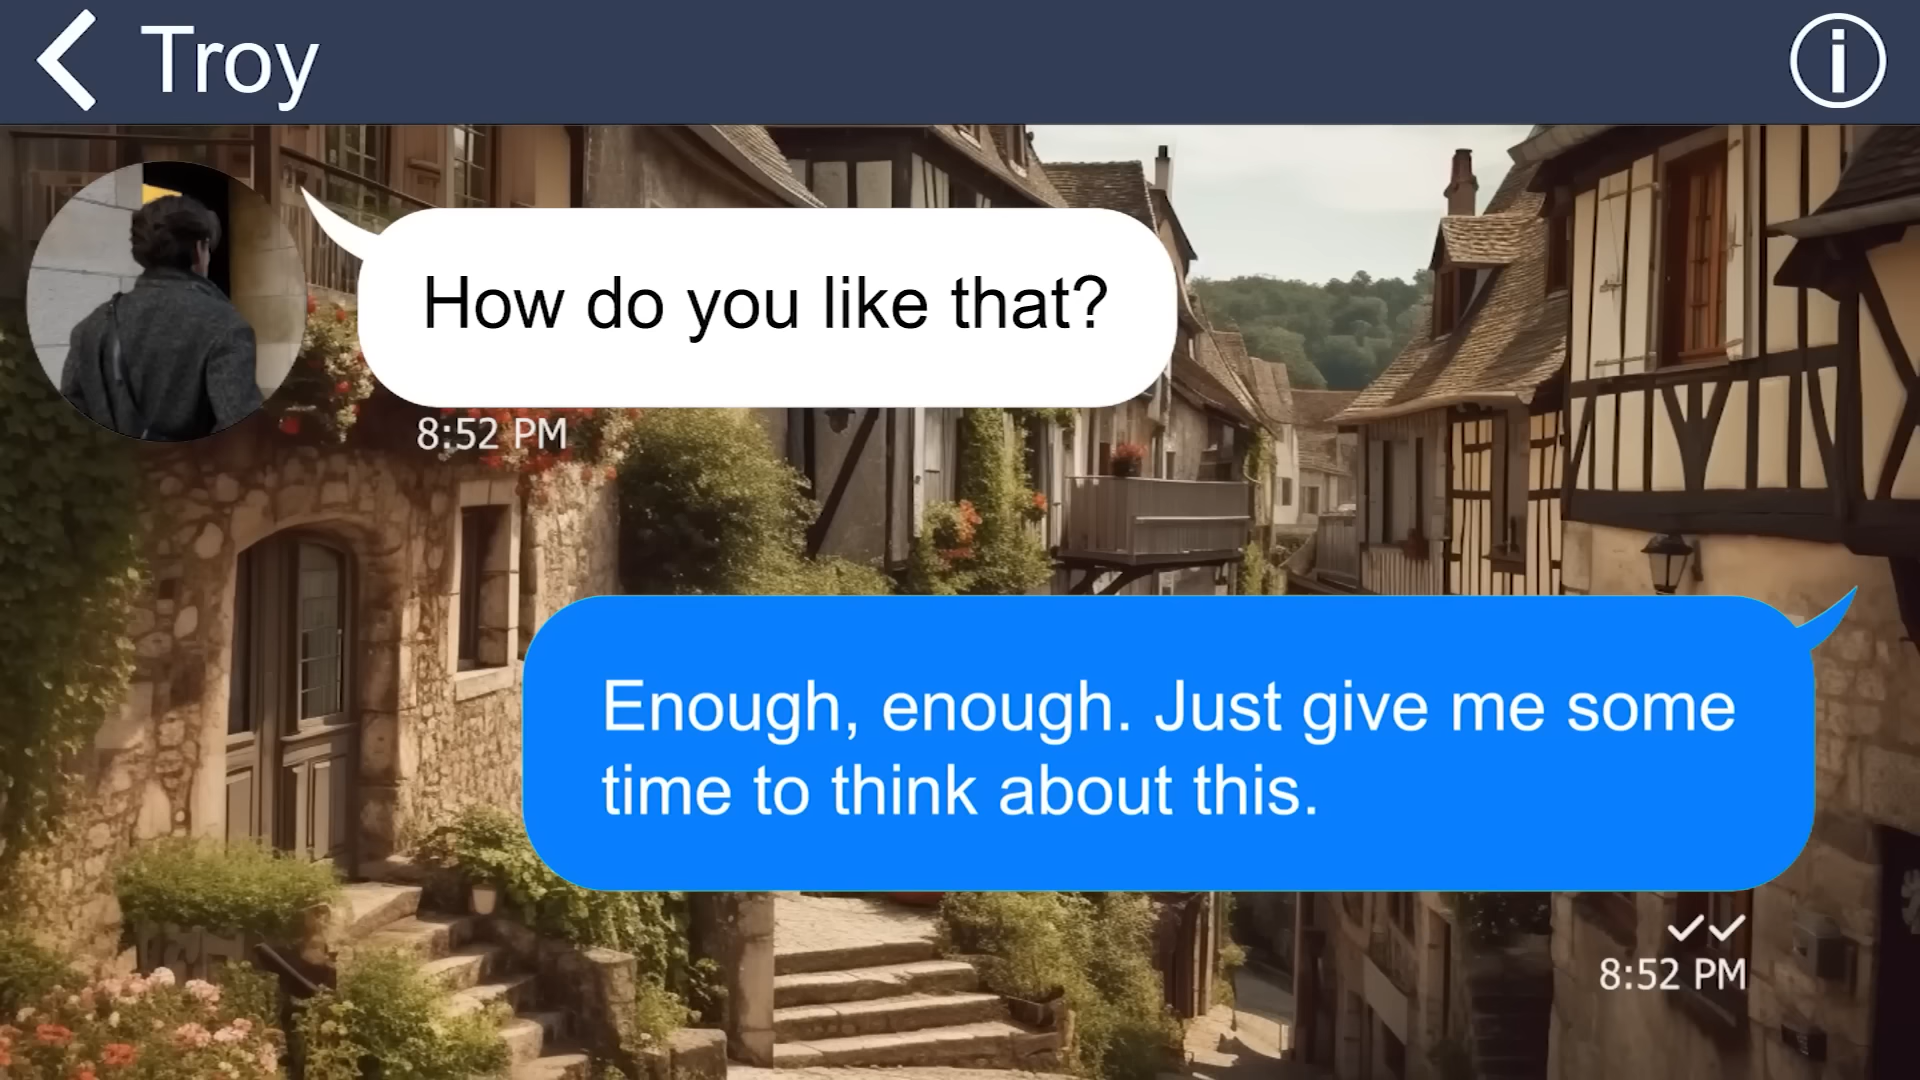 Troy
How do you like that?
8:52 PM
Enough, enough. Just give me some
time to think about this.
8:52 PM